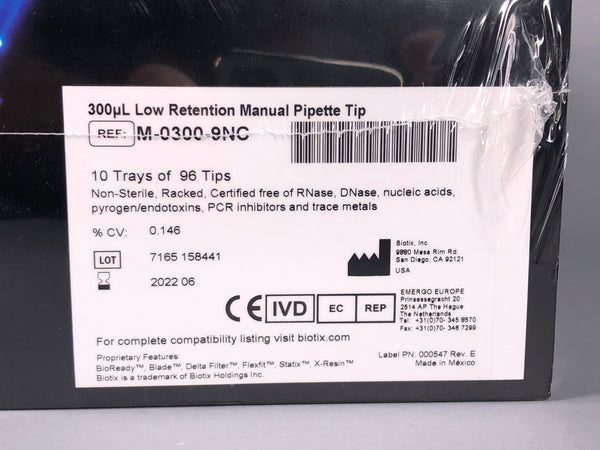 300µL Low Retention Manual Pipette Tip
REF: M-0300-9NC
10 Trays of 96 Tips
Non-Sterile, Racked, Certified free of RNase, DNase, nucleic acids,
pyrogen/endotoxins, PCR inhibitors and trace metals
% CV: 0.146
LOT 7165 158441
2022 06
Biotix, Inc.
9880 Mesa Rim Rd.
San Diego, CA 92121
USA
CE IVD EC REP
EMERGO EUROPE
Prinsessegracht 20
2514 AP The Hague
The Netherlands
Tel: +31(0)70- 345 8570
Fax: +31(0)70- 346 7299
For complete compatibility listing visit biotix.com
Proprietary Features:
BioReady™, Blade™, Delta Filter™, Flexfit™, Statix™, X-Resin™
Biotix is a trademark of Biotix Holdings Inc.
Label PN: 000547 Rev. E
Made in México